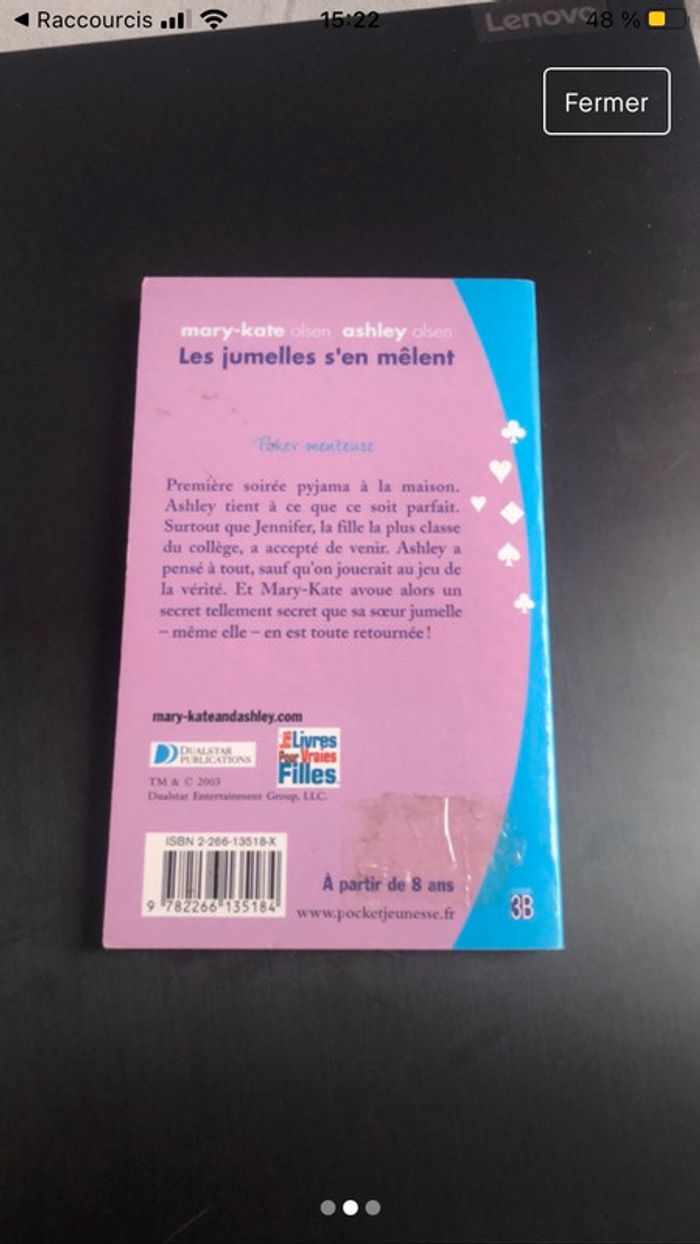 ◀ Raccourcis
15:22
48 %
Lenovo
Fermer
mary-kate olsen ashley olsen
Les jumelles s'en mêlent
Poker menteuse
Première soirée pyjama à la maison.
Ashley tient à ce que ce soit parfait.
Surtout que Jennifer, la fille la plus classe
du collège, a accepté de venir. Ashley a
pensé à tout, sauf qu'on jouerait au jeu de
la vérité. Et Mary-Kate avoue alors un
secret tellement secret que sa sœur jumelle
– même elle – en est toute retournée !
mary-kateandashley.com
DUALSTAR
PUBLICATIONS
Vrais
Livres
Pour Vraies
Filles
TM & © 2003
Dualstar Entertainment Group, LLC.
ISBN 2-266-13518-X
9 782266 135184
À partir de 8 ans
www.pocketjeunesse.fr
3B